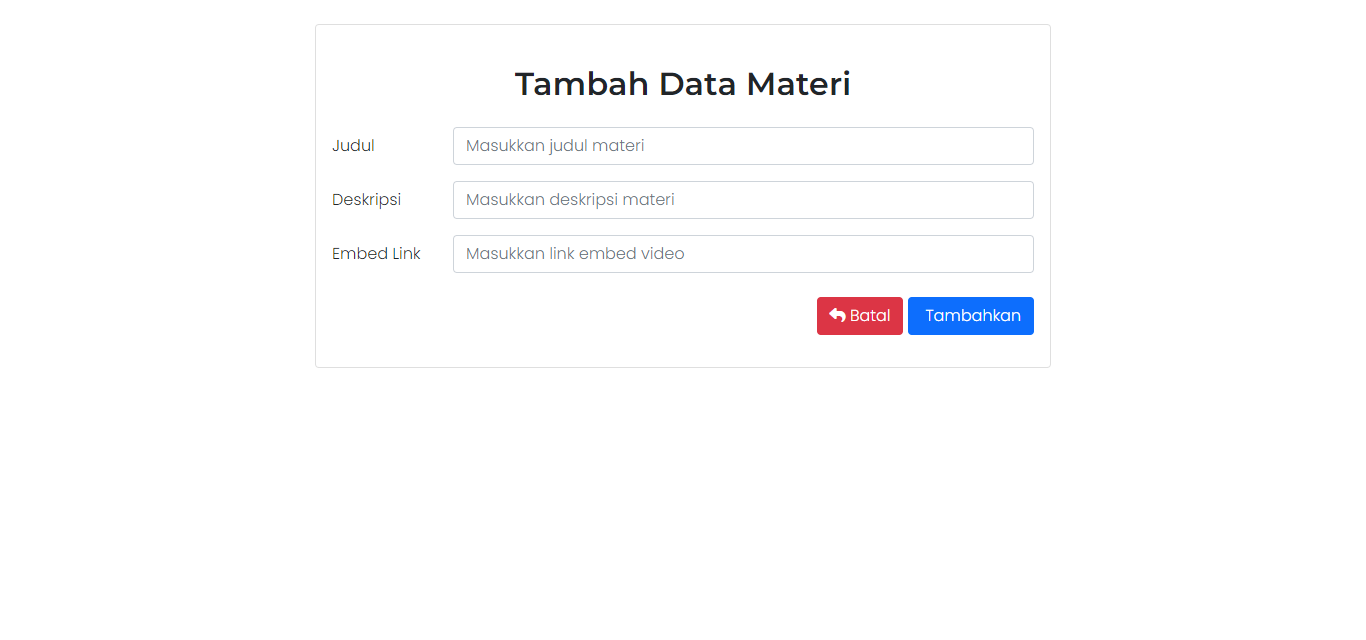 Tambah Data Materi
Judul
Masukkan judul materi
Deskripsi
Masukkan deskripsi materi
Embed Link
Masukkan link embed video
Batal
Tambahkan